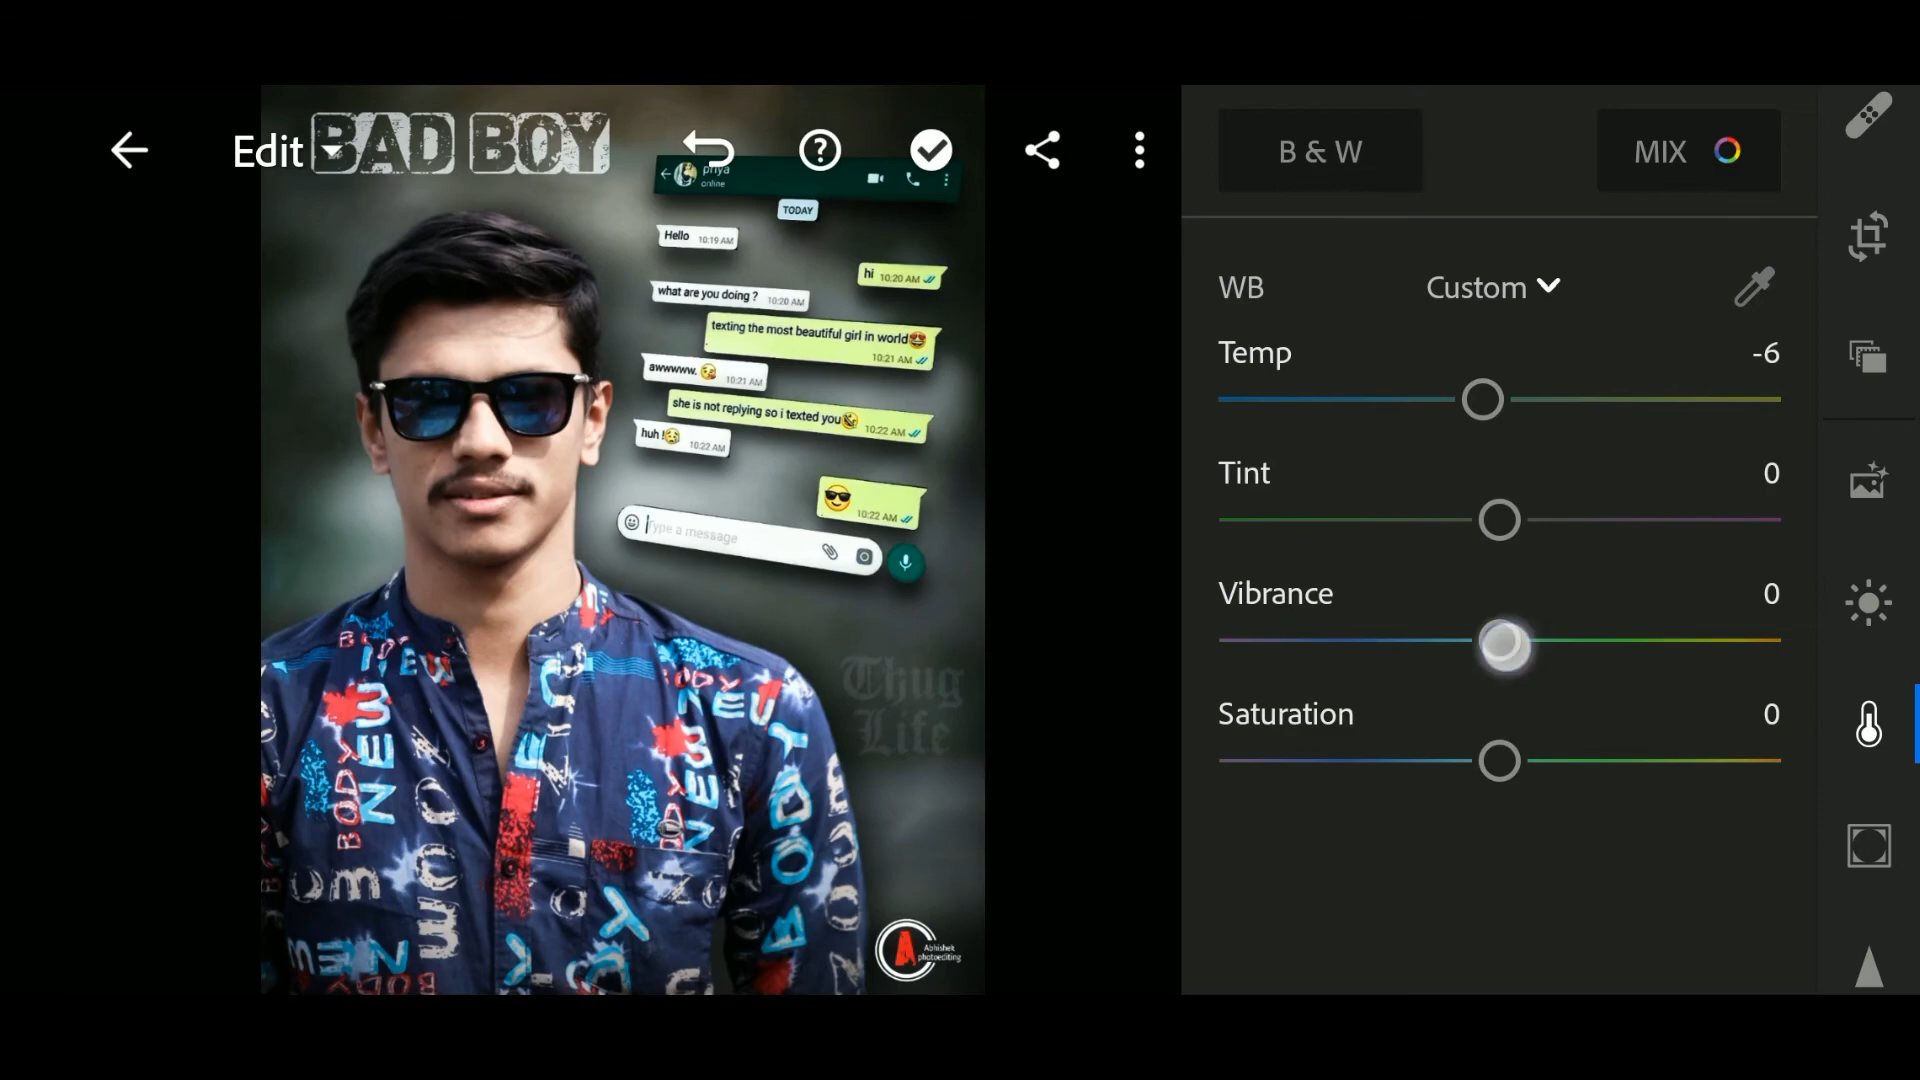 Edit
BAD BOY
priya
online
TODAY
Hello 10:19 AM
hi 10:20 AM
what are you doing ? 10:20 AM
texting the most beautiful girl in world😍
10:21 AM
awwwww. 😘 10:21 AM
she is not replying so i texted you🤣 10:22 AM
huh !😥 10:22 AM
😎 10:22 AM
Type a message
Thug
Life
Abhishek
photoediting
B & W
MIX
WB
Custom
Temp
-6
Tint
0
Vibrance
0
Saturation
0